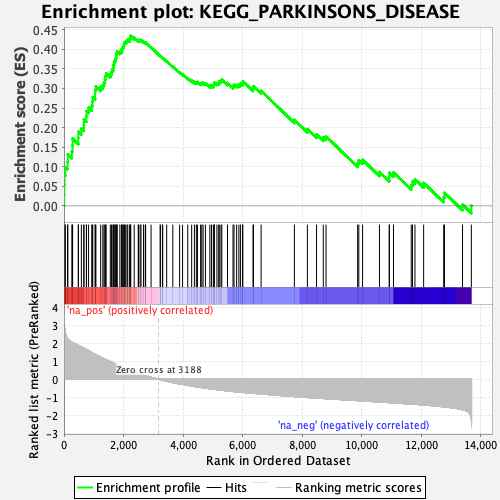 Enrichment plot: KEGG_PARKINSONS_DISEASE
Enrichment score (ES)
0.45
0.40
0.35
0.30
0.25
0.20
0.15
0.10
0.05
0.00
Ranked list metric (PreRanked)
'na_pos' (positively correlated)
4
3
2
1
0
-1
-2
-3
Zero cross at 3188
'na_neg' (negatively correlated)
0
2,000
4,000
6,000
8,000
10,000
12,000
14,000
Rank in Ordered Dataset
Enrichment profile
Hits
Ranking metric scores